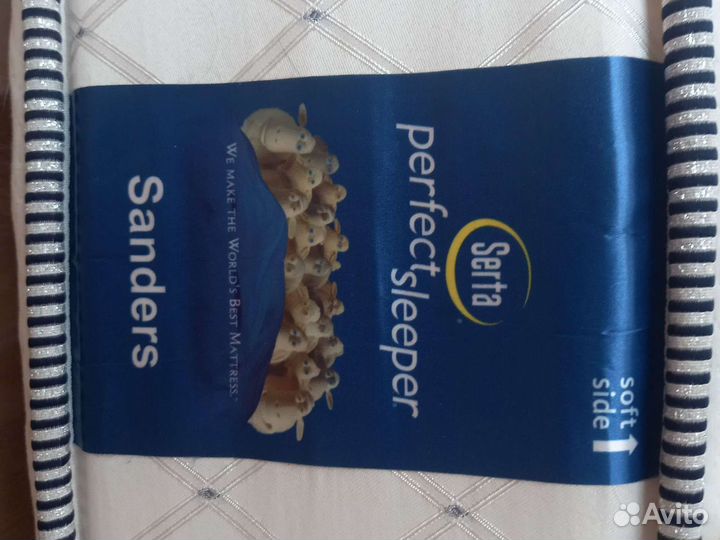 soft
side
Serta
perfect sleeper
WE MAKE THE WORLD'S BEST MATTRESS.
Sanders
Avito